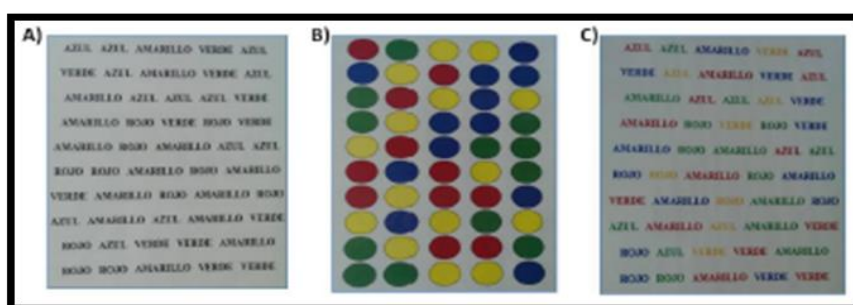 A)
AZUL AZUL AMARILLO VERDE AZUL
VERDE AZUL AMARILLO VERDE AZUL
AMARILLO AZUL AZUL AZUL VERDE
AMARILLO ROJO VERDE ROJO VERDE
AMARILLO ROJO AMARILLO AZUL AZUL
ROJO ROJO AMARILLO ROJO AMARILLO
VERDE AMARILLO ROJO AMARILLO ROJO
AZUL AMARILLO AZUL AMARILLO VERDE
ROJO AZUL VERDE VERDE AMARILLO
ROJO ROJO AMARILLO VERDE VERDE
B)
C)
AZUL AZUL AMARILLO VERDE AZUL
VERDE AZUL AMARILLO VERDE AZUL
AMARILLO AZUL AZUL AZUL VERDE
AMARILLO ROJO VERDE ROJO VERDE
AMARILLO ROJO AMARILLO AZUL AZUL
ROJO ROJO AMARILLO ROJO AMARILLO
VERDE AMARILLO ROJO AMARILLO ROJO
AZUL AMARILLO AZUL AMARILLO VERDE
ROJO AZUL VERDE VERDE AMARILLO
ROJO ROJO AMARILLO VERDE VERDE